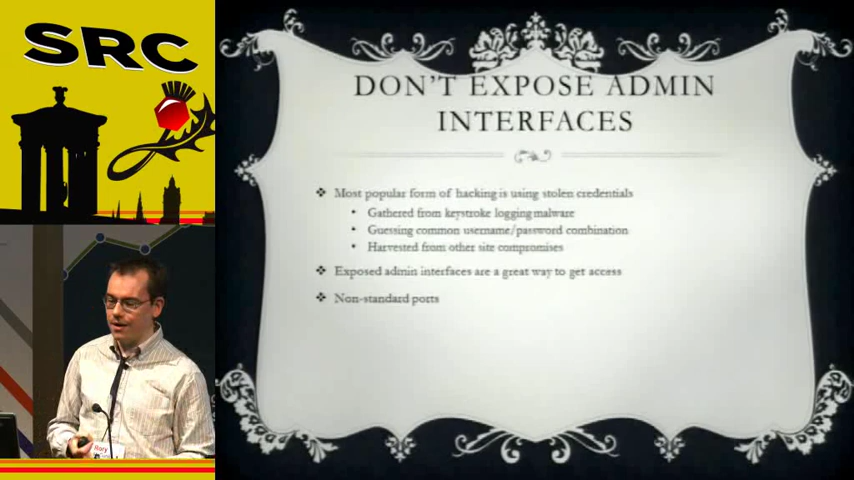 SRC
DON'T EXPOSE ADMIN
INTERFACES
Most popular form of hacking is using stolen credentials
Gathered from keystroke logging malware
Guessing common username/password combination
Harvested from other site compromises
Exposed admin interfaces are a great way to get access
Non-standard ports
Rory